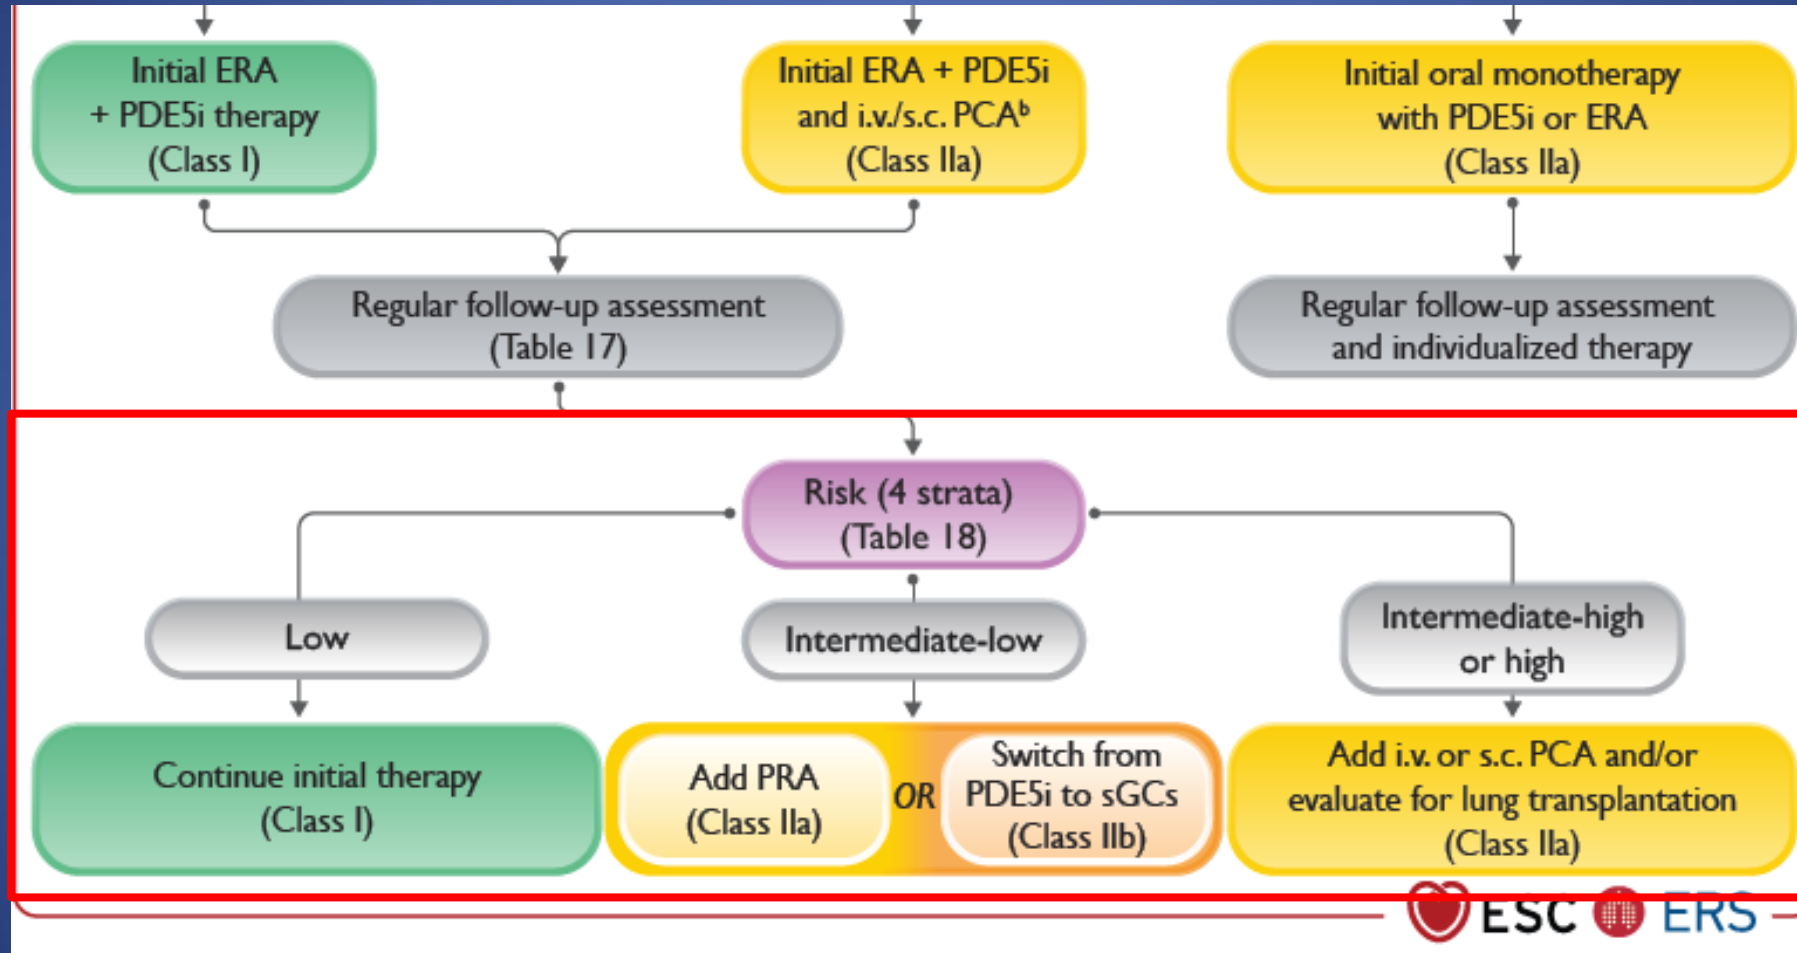 Initial ERA
+ PDE5i therapy
(Class I)
Initial ERA + PDE5i
and i.v./s.c. PCAᵇ
(Class IIa)
Initial oral monotherapy
with PDE5i or ERA
(Class IIa)
Regular follow-up assessment
(Table 17)
Regular follow-up assessment
and individualized therapy
Risk (4 strata)
(Table 18)
Low
Intermediate-low
Intermediate-high
or high
Continue initial therapy
(Class I)
Add PRA
(Class IIa)
OR
Switch from
PDE5i to sGCs
(Class IIb)
Add i.v. or s.c. PCA and/or
evaluate for lung transplantation
(Class IIa)
ESC ERS